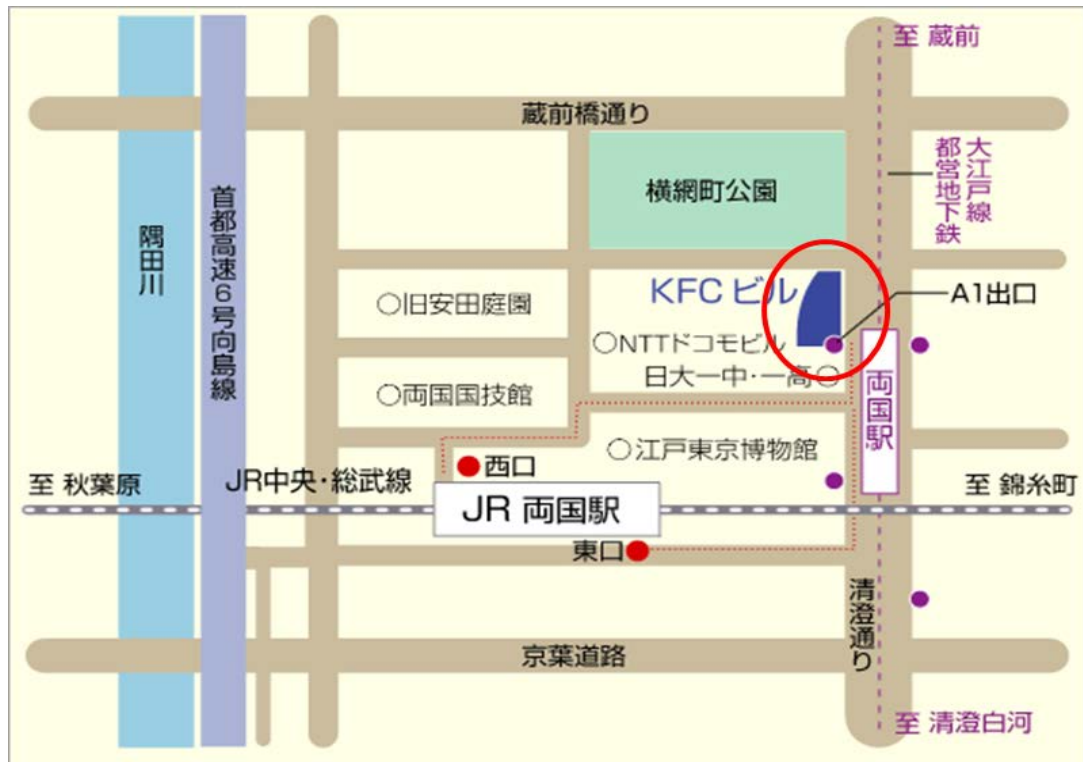 至 蔵前
蔵前橋通り
大江戸線
都営地下鉄
横網町公園
首都高速6号向島線
隅田川
KFC ビル
A1出口
○旧安田庭園
○NTTドコモビル
日大一中・一高○
両国駅
○両国国技館
○江戸東京博物館
西口
至 秋葉原
JR中央・総武線
至 錦糸町
JR 両国駅
東口
清澄通り
京葉道路
至 清澄白河